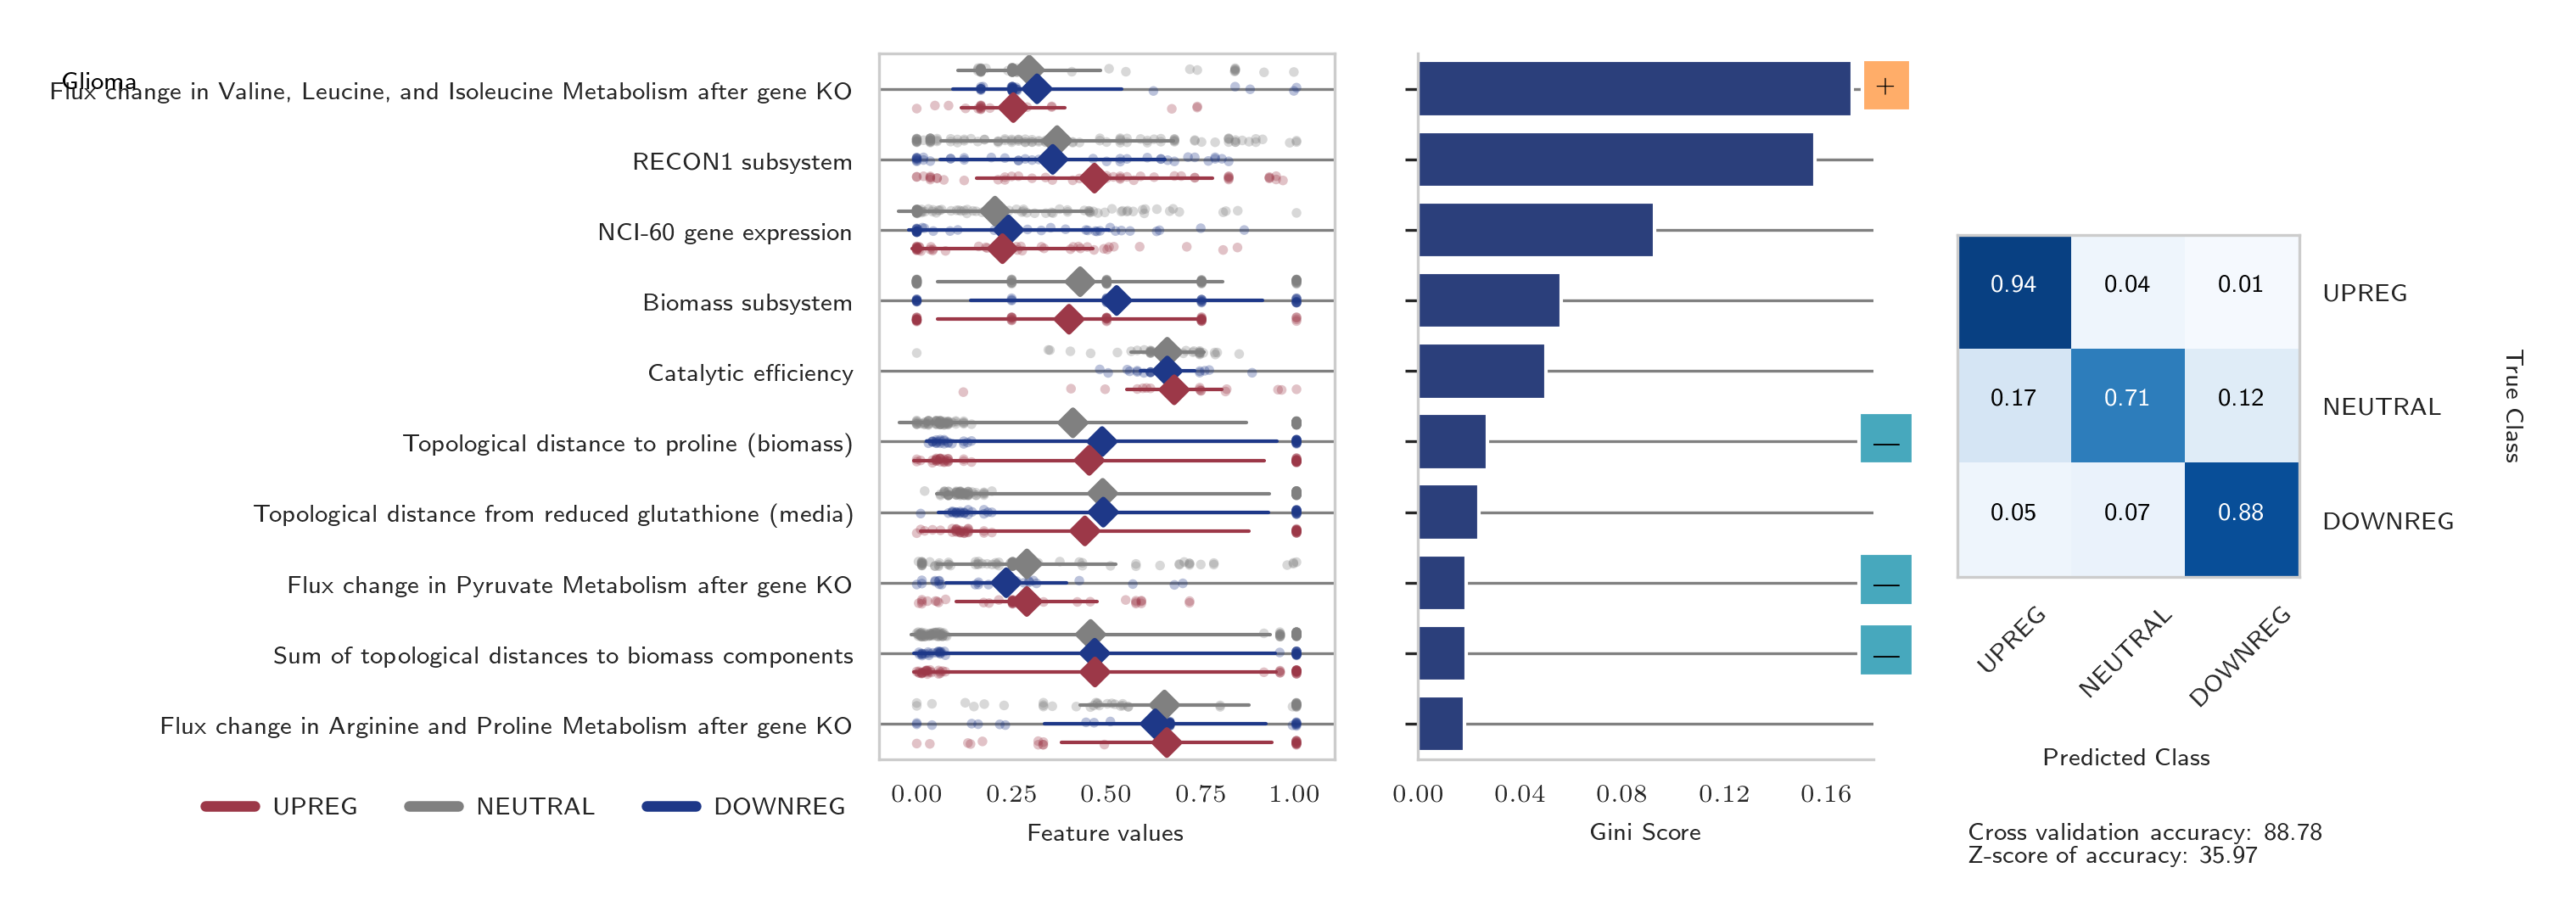 Glioma
Flux change in Valine, Leucine, and Isoleucine Metabolism after gene KO
RECON1 subsystem
NCI-60 gene expression
Biomass subsystem
Catalytic efficiency
Topological distance to proline (biomass)
Topological distance from reduced glutathione (media)
Flux change in Pyruvate Metabolism after gene KO
Sum of topological distances to biomass components
Flux change in Arginine and Proline Metabolism after gene KO
UPREG NEUTRAL DOWNREG
0.00 0.25 0.50 0.75 1.00
Feature values
+
—
—
—
0.00 0.04 0.08 0.12 0.16
Gini Score
0.94 0.04 0.01 UPREG
0.17 0.71 0.12 NEUTRAL
0.05 0.07 0.88 DOWNREG
True Class
UPREG NEUTRAL DOWNREG
Predicted Class
Cross validation accuracy: 88.78
Z-score of accuracy: 35.97